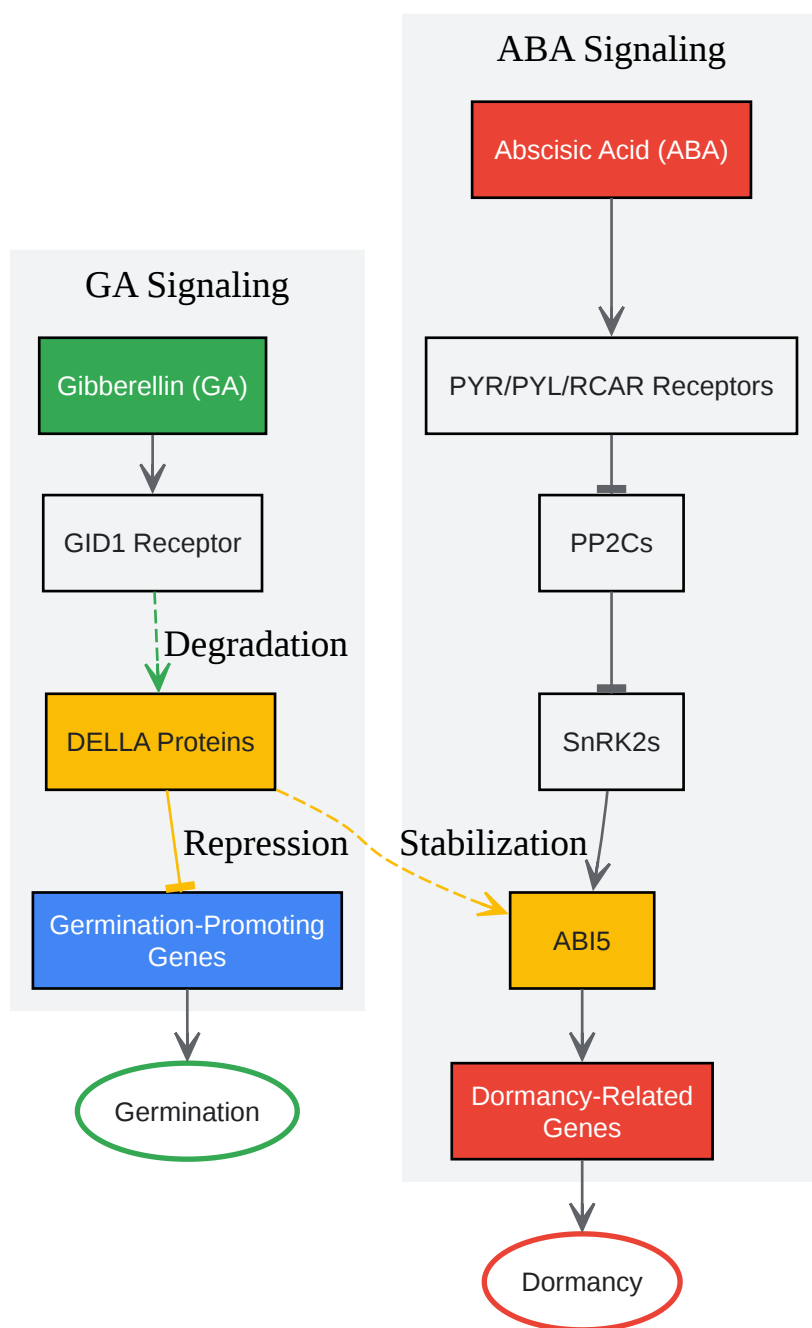 ABA Signaling
Abscisic Acid (ABA)
GA Signaling
Gibberellin (GA)
PYR/PYL/RCAR Receptors
GID1 Receptor
PP2Cs
Degradation
DELLA Proteins
SnRK2s
Repression
Stabilization
Germination-Promoting
Genes
ABI5
Germination
Dormancy-Related
Genes
Dormancy